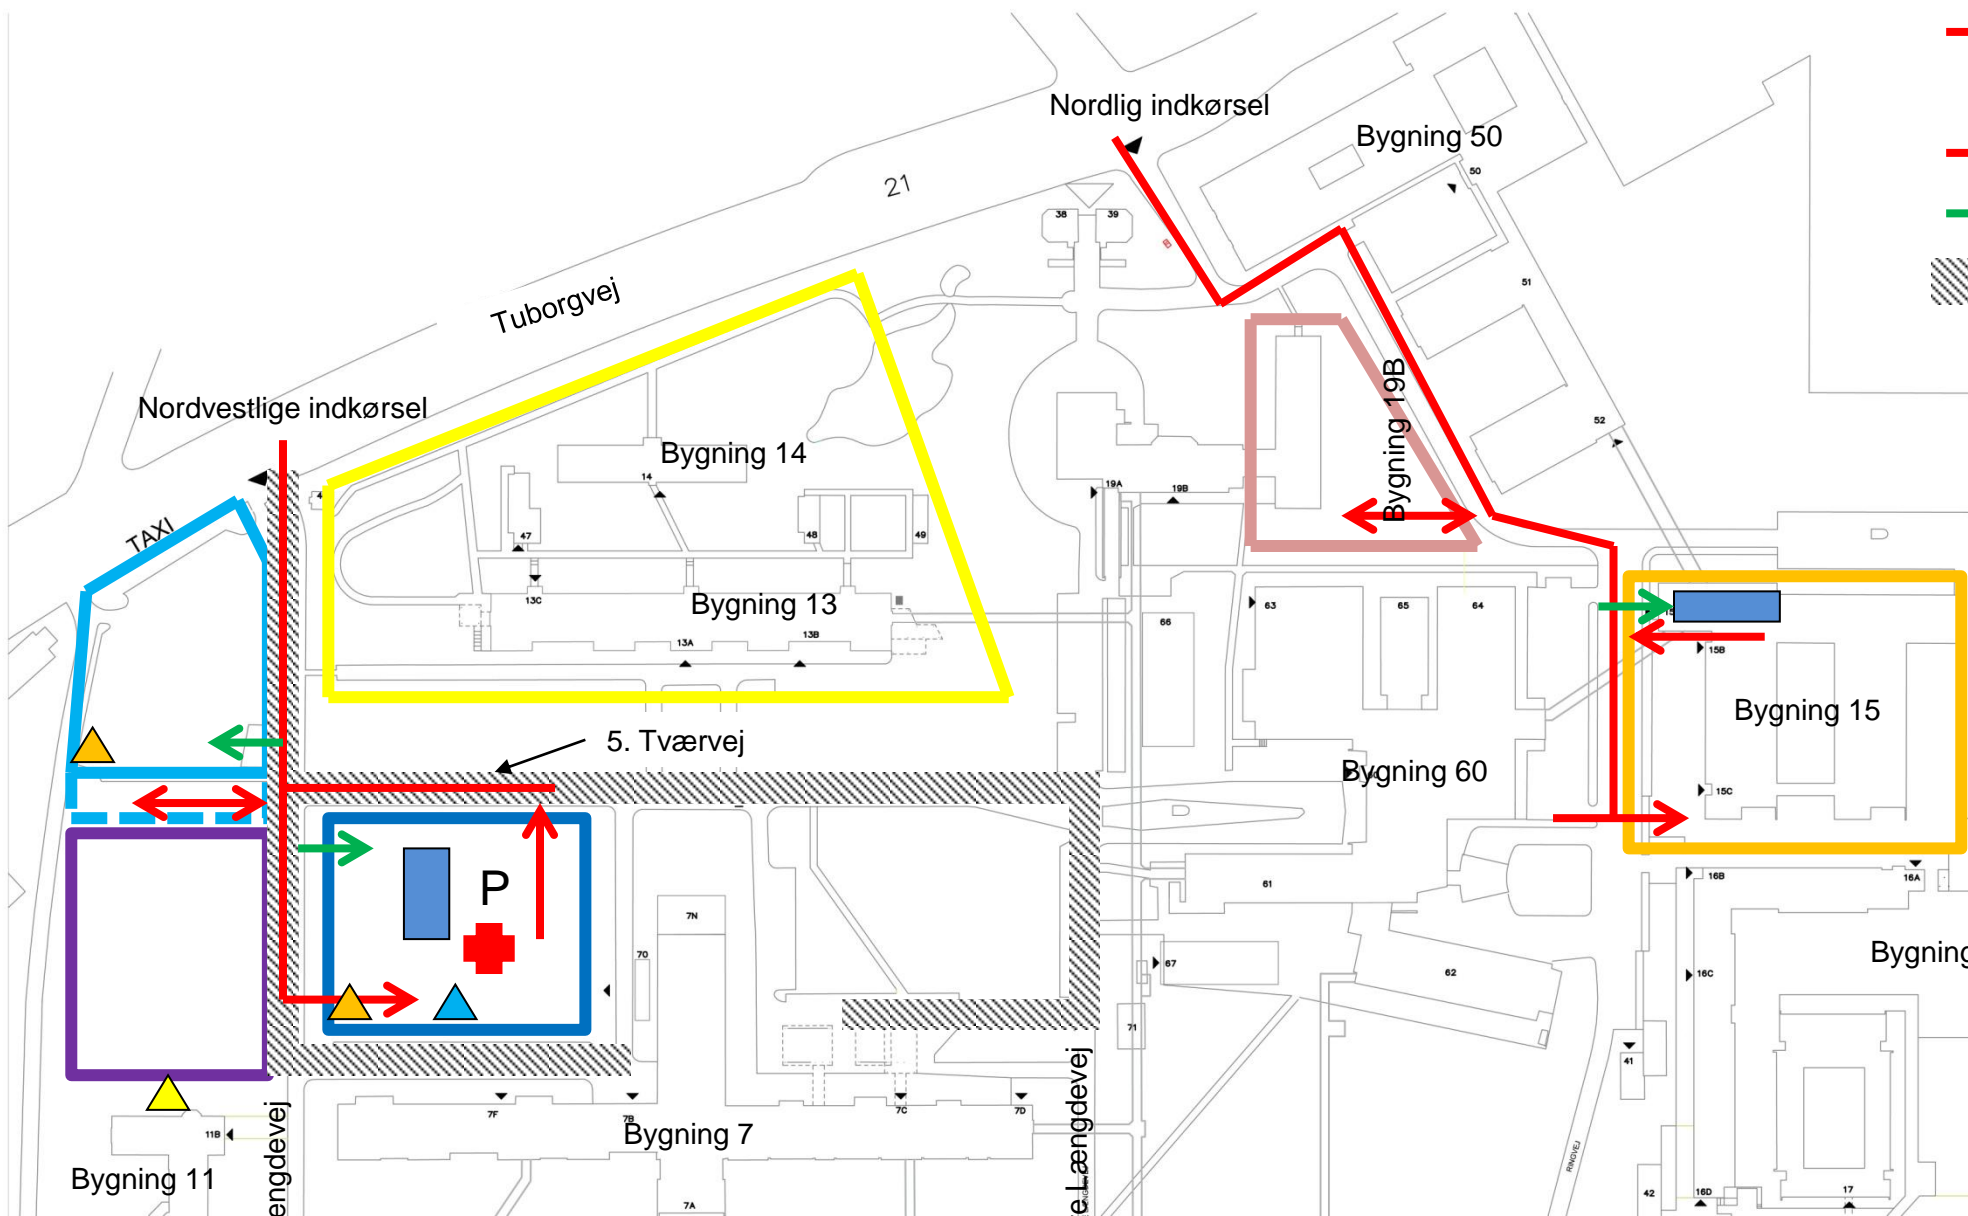 Nordlig indkørsel
Bygning 50
50
21
38
39
51
Tuborgvej
Bygning 19B
Nordvestlige indkørsel
52
Bygning 14
14
19A
19B
TAXI
47
48
49
13C
Bygning 13
63
65
64
66
13A
13B
15B
Bygning 15
5. Tværvej
Bygning 60
15C
P
61
16B
16A
7N
70
67
62
16C
Bygning
71
41
7F
7B
7C
7D
Bygning 7
11B
Bygning 11
RINGVEJ
42
16D
17
7A
engdevej
e Længdevej